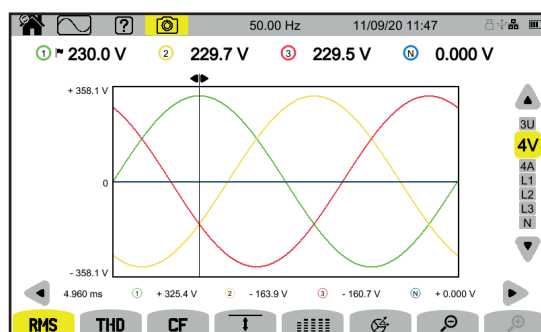 ? 50.00 Hz 11/09/20 11:47
1 230.0 V 2 229.7 V 3 229.5 V N 0.000 V
+ 358.1 V
0
- 358.1 V
3U
4V
4A
L1
L2
L3
N
4.960 ms 1 + 325.4 V 2 - 163.9 V 3 - 160.7 V N + 0.000 V
RMS THD CF